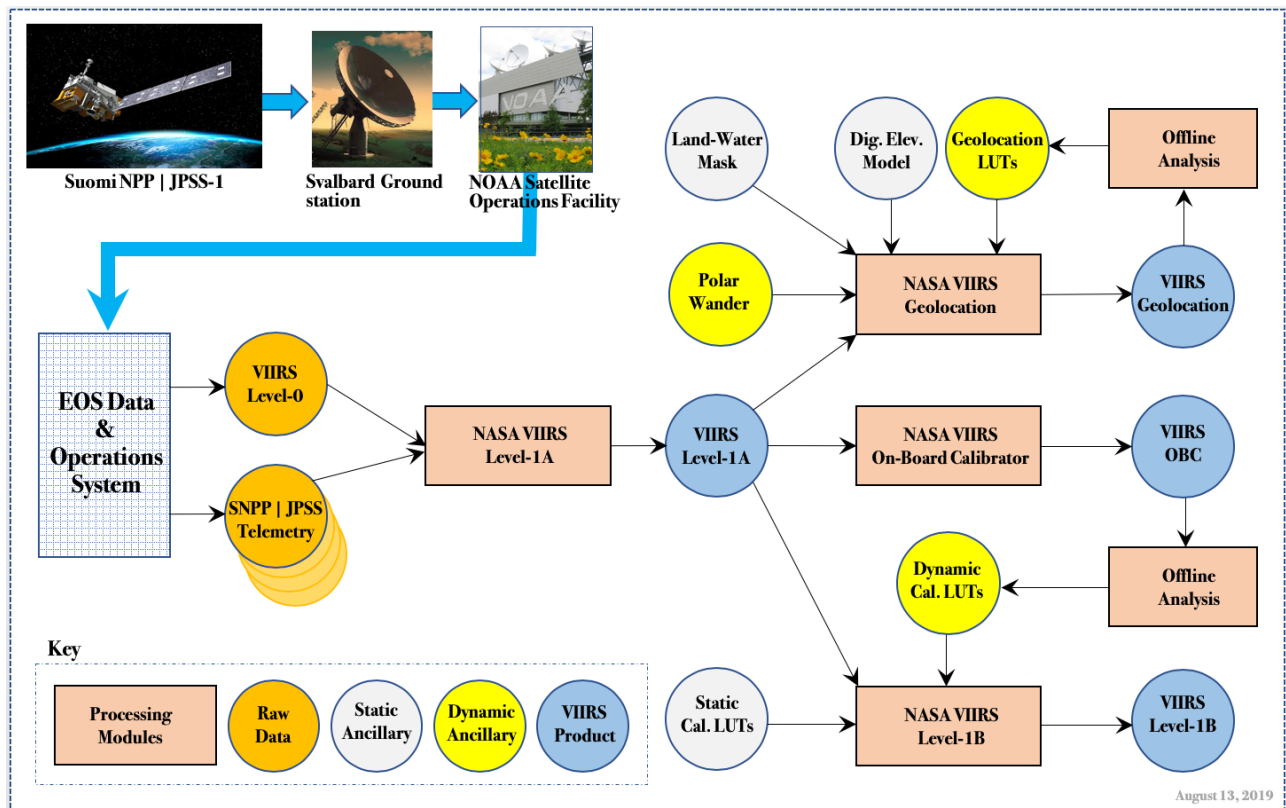 NOAA
Suomi NPP | JPSS-1
Svalbard Ground
station
NOAA Satellite
Operations Facility
Land-Water
Mask
Dig. Elev.
Model
Geolocation
LUTs
Offline
Analysis
Polar
Wander
NASA VIIRS
Geolocation
VIIRS
Geolocation
EOS Data
&
Operations
System
VIIRS
Level-0
SNPP | JPSS
Telemetry
NASA VIIRS
Level-1A
VIIRS
Level-1A
NASA VIIRS
On-Board Calibrator
VIIRS
OBC
Dynamic
Cal. LUTs
Offline
Analysis
Static
Cal. LUTs
NASA VIIRS
Level-1B
VIIRS
Level-1B
Key
Processing
Modules
Raw
Data
Static
Ancillary
Dynamic
Ancillary
VIIRS
Product
August 13, 2019